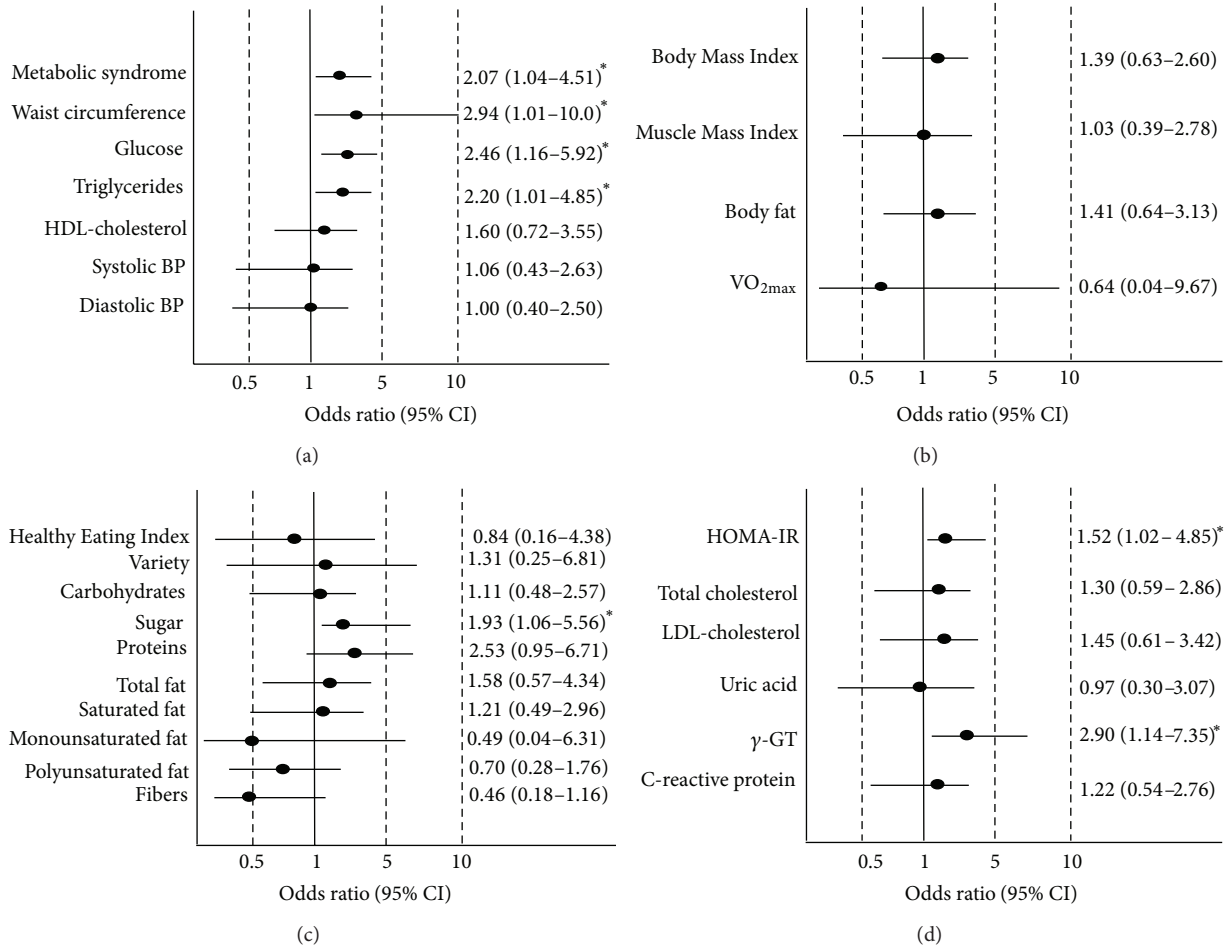 Metabolic syndrome 2.07 (1.04–4.51)*
Waist circumference 2.94 (1.01–10.0)*
Glucose 2.46 (1.16–5.92)*
Triglycerides 2.20 (1.01–4.85)*
HDL-cholesterol 1.60 (0.72–3.55)
Systolic BP 1.06 (0.43–2.63)
Diastolic BP 1.00 (0.40–2.50)
0.5 1 5 10
Odds ratio (95% CI)
(a)
Body Mass Index 1.39 (0.63–2.60)
Muscle Mass Index 1.03 (0.39–2.78)
Body fat 1.41 (0.64–3.13)
VO2max 0.64 (0.04–9.67)
0.5 1 5 10
Odds ratio (95% CI)
(b)
Healthy Eating Index 0.84 (0.16–4.38)
Variety 1.31 (0.25–6.81)
Carbohydrates 1.11 (0.48–2.57)
Sugar 1.93 (1.06–5.56)*
Proteins 2.53 (0.95–6.71)
Total fat 1.58 (0.57–4.34)
Saturated fat 1.21 (0.49–2.96)
Monounsaturated fat 0.49 (0.04–6.31)
Polyunsaturated fat 0.70 (0.28–1.76)
Fibers 0.46 (0.18–1.16)
0.5 1 5 10
Odds ratio (95% CI)
(c)
HOMA-IR 1.52 (1.02–4.85)*
Total cholesterol 1.30 (0.59–2.86)
LDL-cholesterol 1.45 (0.61–3.42)
Uric acid 0.97 (0.30–3.07)
γ-GT 2.90 (1.14–7.35)*
C-reactive protein 1.22 (0.54–2.76)
0.5 1 5 10
Odds ratio (95% CI)
(d)